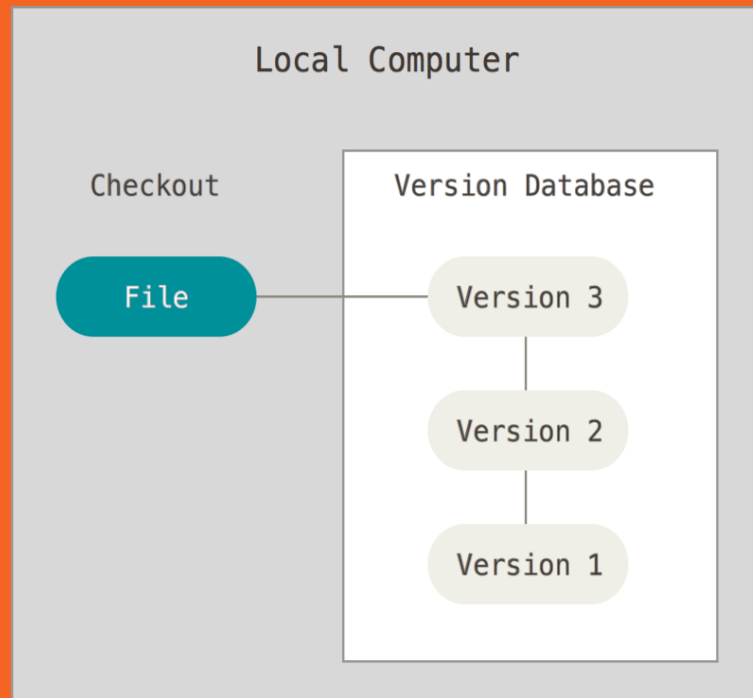 Local Computer
Checkout
Version Database
File
Version 3
Version 2
Version 1